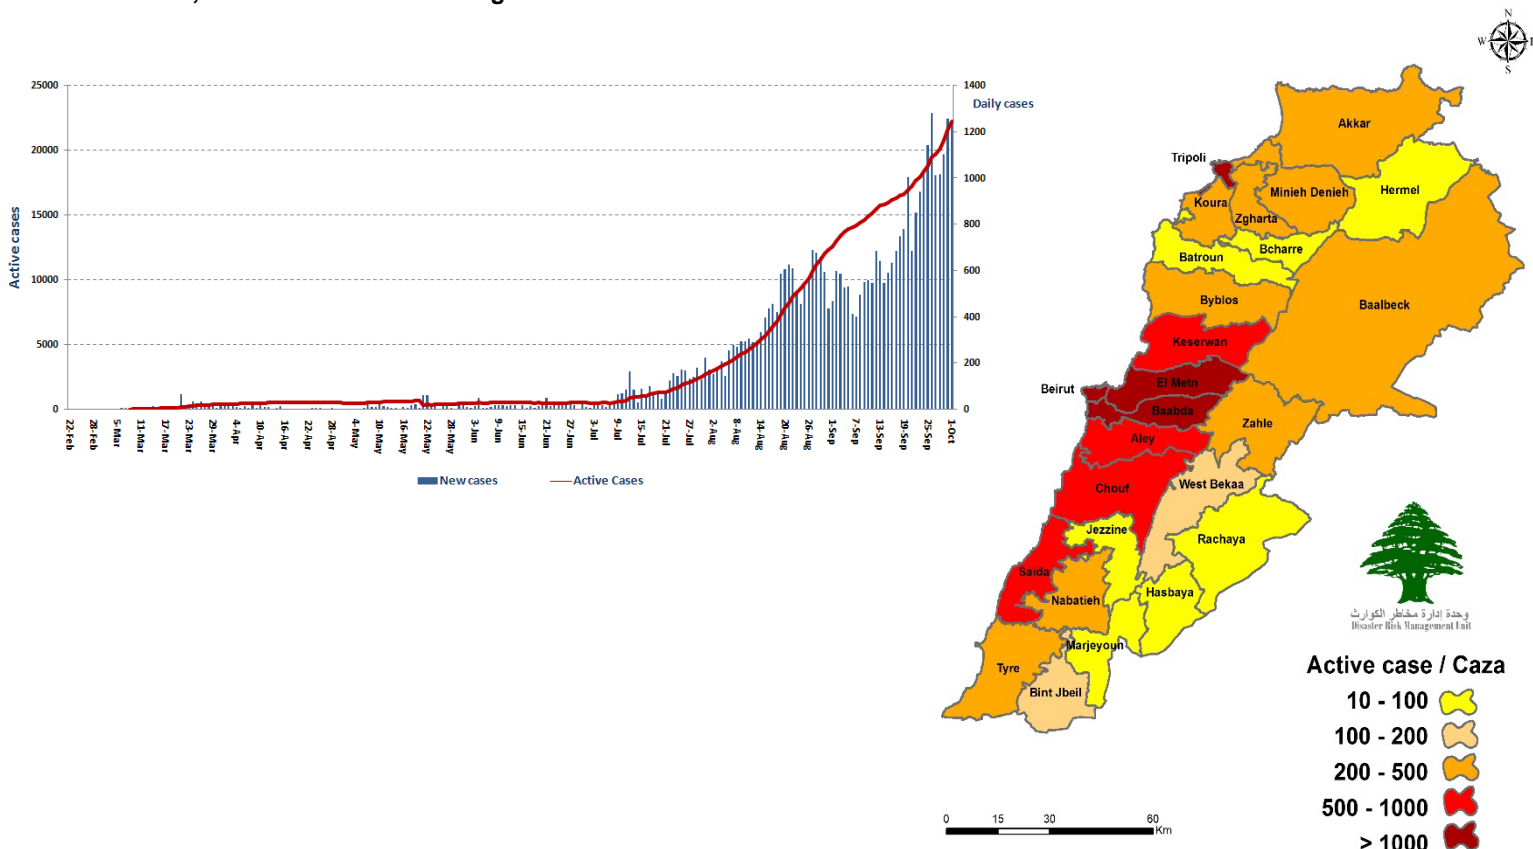 Daily cases
25000
20000
15000
10000
5000
0
Active cases
1400
1200
1000
800
600
400
200
0
22-Feb
28-Feb
5-Mar
11-Mar
17-Mar
23-Mar
29-Mar
4-Apr
10-Apr
16-Apr
22-Apr
28-Apr
4-May
10-May
16-May
22-May
28-May
3-Jun
9-Jun
15-Jun
21-Jun
27-Jun
3-Jul
9-Jul
15-Jul
21-Jul
27-Jul
2-Aug
8-Aug
14-Aug
20-Aug
26-Aug
1-Sep
7-Sep
13-Sep
19-Sep
25-Sep
1-Oct
New cases
Active Cases
N
W
S
Akkar
Tripoli
Hermel
Minieh Denieh
Koura
Zgharta
Bcharre
Batroun
Byblos
Baalbeck
Keserwan
El Metn
Beirut
Baabda
Zahle
Aley
West Bekaa
Chouf
Jezzine
Rachaya
Saida
Hasbaya
Nabatieh
Marjeyoun
Tyre
Bint Jbeil
وحدة إدارة مخاطر الكوارث
Disaster Risk Management Unit
Active case / Caza
10 - 100
100 - 200
200 - 500
500 - 1000
> 1000
0 15 30 60
Km